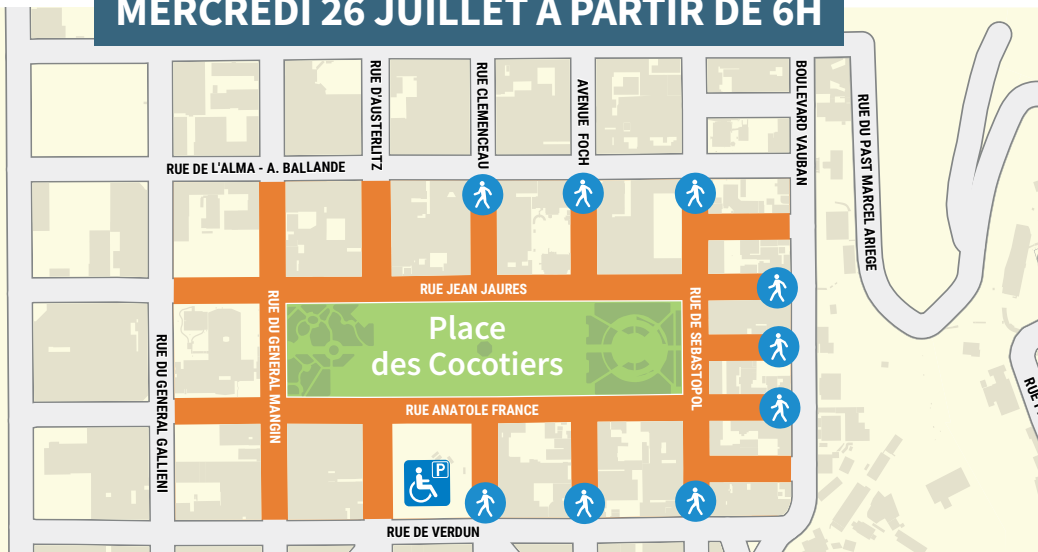 MERCREDI 26 JUILLET À PARTIR DE 6H
RUE D'AUSTERLITZ
RUE CLEMENCEAU
AVENUE FOCH
BOULEVARD VAUBAN
RUE DU PAST MARCEL ARIEGE
RUE DE L'ALMA - A. BALLANDE
RUE JEAN JAURES
RUE DU GENERAL MANGIN
RUE DE SEBASTOPOL
Place
des Cocotiers
RUE DU GENERAL GALLIENI
RUE ANATOLE FRANCE
P
RUE DE VERDUN
RUE